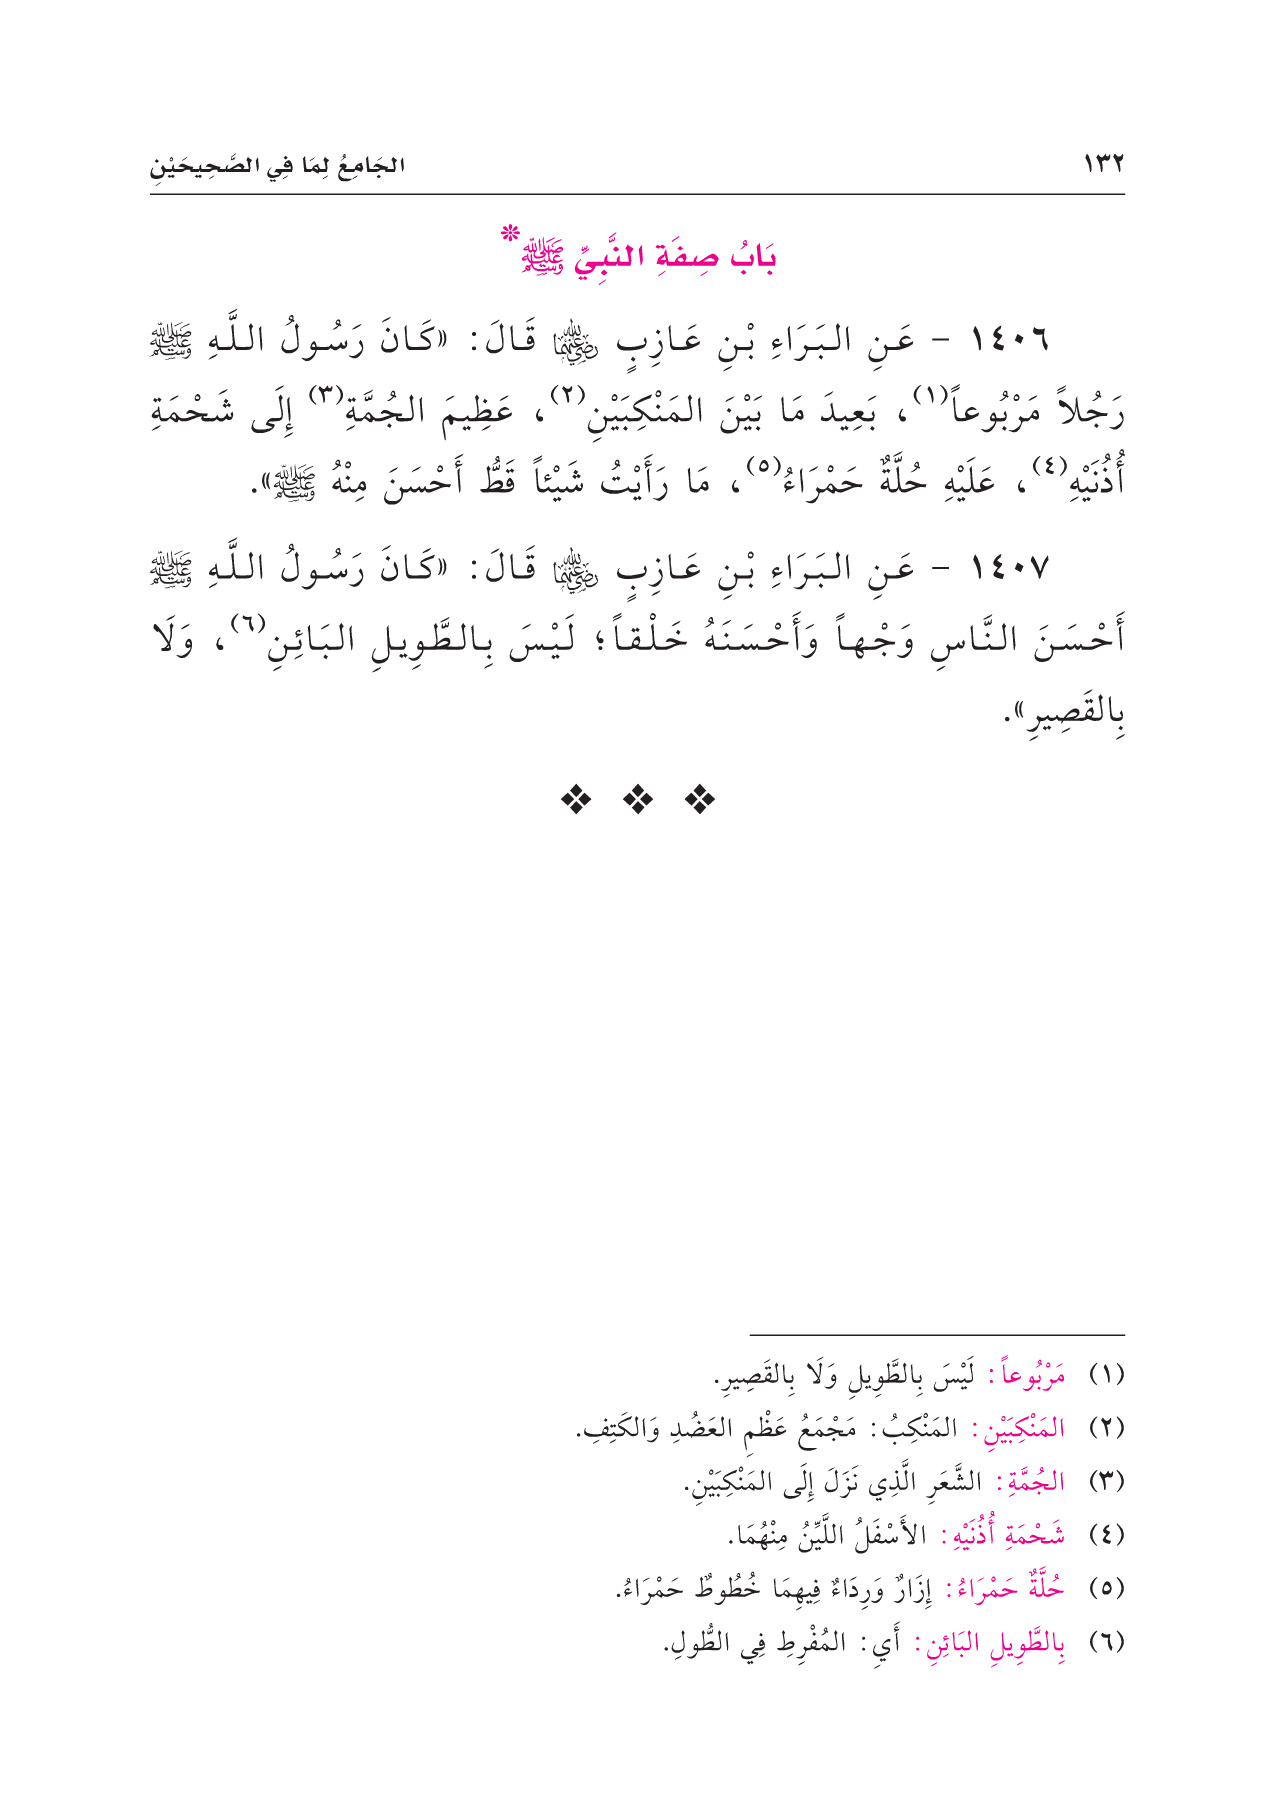 ١٣٢ الجَامِعُ لِمَا فِي الصَّحِيحَيْنِ
بَابُ صِفَةِ النَّبِيِّ ﷺ*
١٤٠٦ - عَنِ البَرَاءِ بْنِ عَازِبٍ رضي الله عنهما قَالَ: «كَانَ رَسُولُ اللَّهِ ﷺ
رَجُلاً مَرْبُوعاً(١)، بَعِيدَ مَا بَيْنَ المَنْكِبَيْنِ(٢)، عَظِيمَ الجُمَّةِ(٣) إِلَى شَحْمَةِ
أُذُنَيْهِ(٤)، عَلَيْهِ حُلَّةٌ حَمْرَاءُ(٥)، مَا رَأَيْتُ شَيْئاً قَطُّ أَحْسَنَ مِنْهُ ﷺ».
١٤٠٧ - عَنِ البَرَاءِ بْنِ عَازِبٍ رضي الله عنهما قَالَ: «كَانَ رَسُولُ اللَّهِ ﷺ
أَحْسَنَ النَّاسِ وَجْهاً وَأَحْسَنَهُ خَلْقاً؛ لَيْسَ بِالطَّوِيلِ البَائِنِ(٦)، وَلَا
بِالقَصِيرِ».
(١) مَرْبُوعاً: لَيْسَ بِالطَّوِيلِ وَلَا بِالقَصِيرِ.
(٢) المَنْكِبَيْنِ: المَنْكِبُ: مَجْمَعُ عَظْمِ العَضُدِ وَالكَتِفِ.
(٣) الجُمَّةِ: الشَّعَرِ الَّذِي نَزَلَ إِلَى المَنْكِبَيْنِ.
(٤) شَحْمَةِ أُذُنَيْهِ: الأَسْفَلُ اللَّيِّنُ مِنْهُمَا.
(٥) حُلَّةٌ حَمْرَاءُ: إِزَارٌ وَرِدَاءٌ فِيهِمَا خُطُوطٌ حَمْرَاءُ.
(٦) بِالطَّوِيلِ البَائِنِ: أَيِ: المُفْرِطِ فِي الطُّولِ.